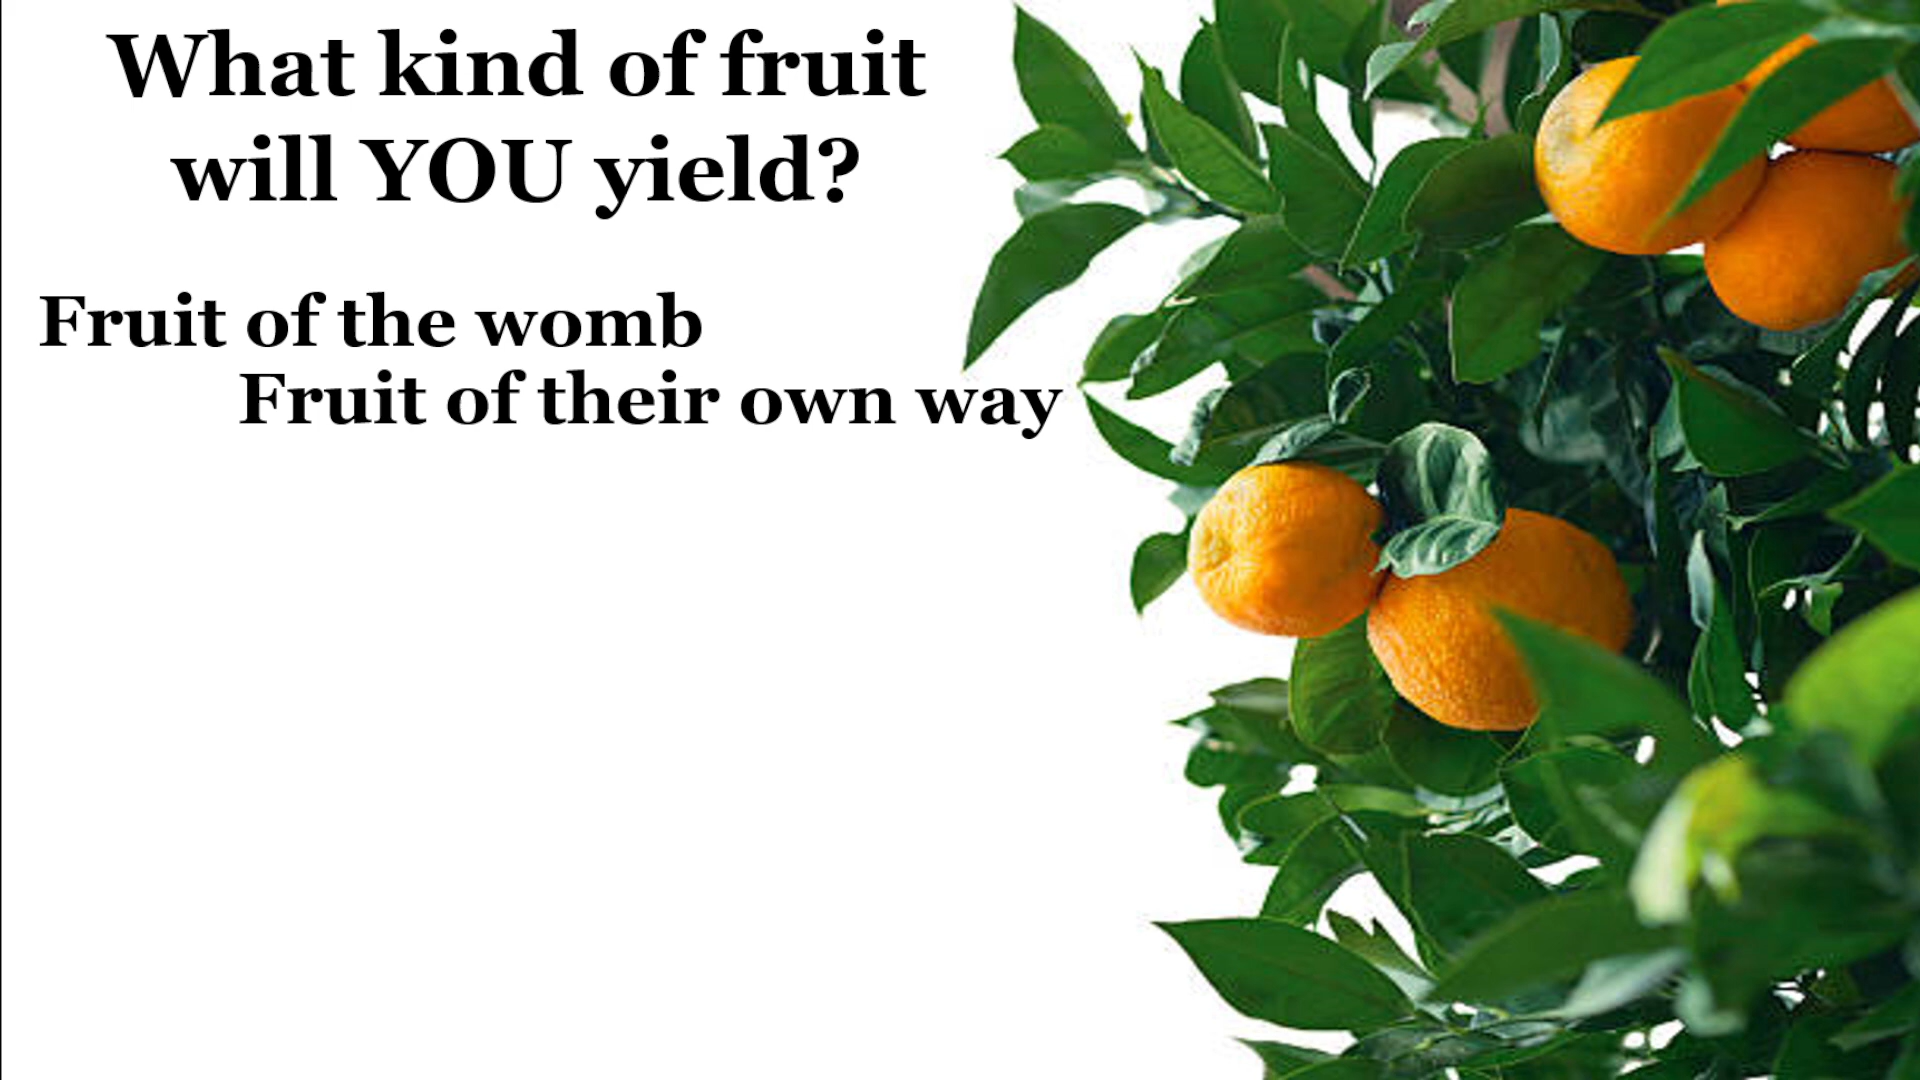 What kind of fruit
will YOU yield?
Fruit of the womb
Fruit of their own way